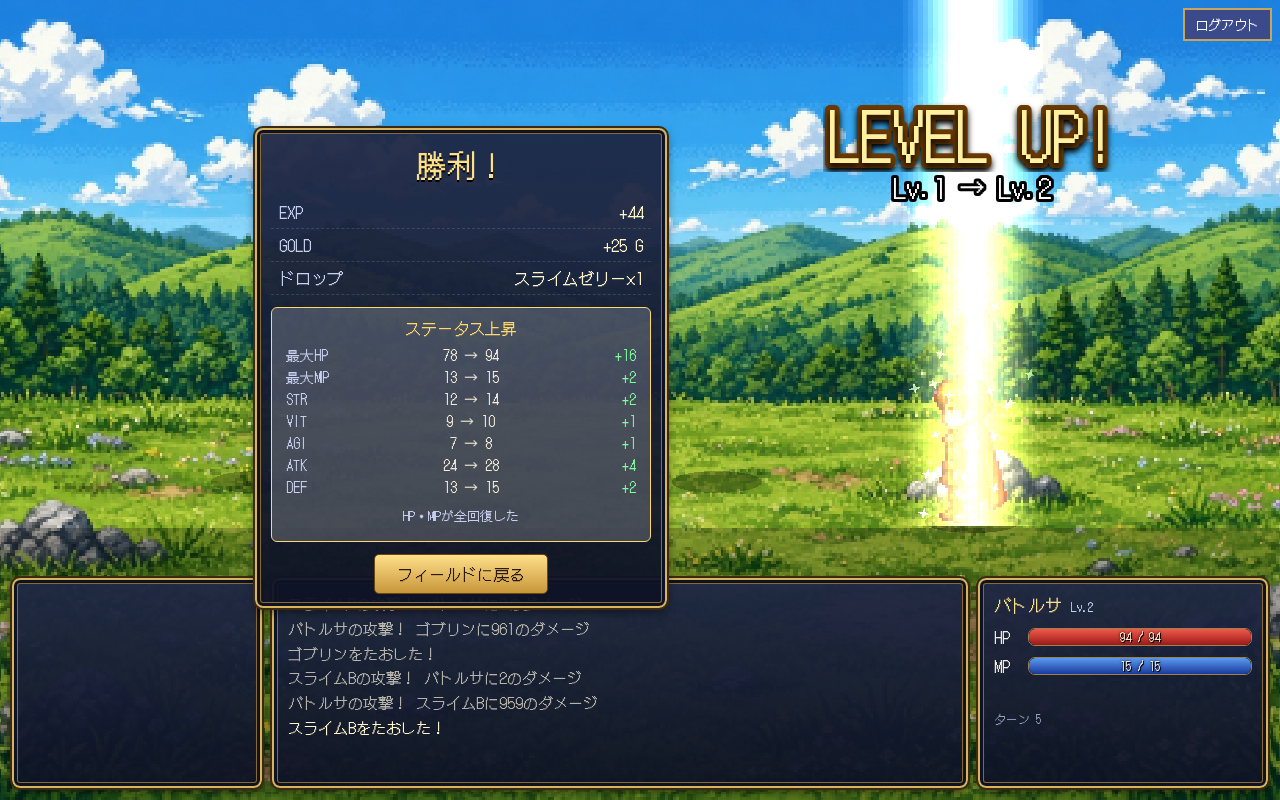 ログアウト
LEVEL UP!
Lv.1 → Lv.2
勝利！
EXP +44
GOLD +25 G
ドロップ スライムゼリーx1
ステータス上昇
最大HP 78 → 94 +16
最大MP 13 → 15 +2
STR 12 → 14 +2
VIT 9 → 10 +1
AGI 7 → 8 +1
ATK 24 → 28 +4
DEF 13 → 15 +2
HP・MPが全回復した
フィールドに戻る
バトルサの攻撃！ ゴブリンに961のダメージ
ゴブリンをたおした！
スライムBの攻撃！ バトルサに2のダメージ
バトルサの攻撃！ スライムBに959のダメージ
スライムBをたおした！
バトルサ Lv.2
HP 94 / 94
MP 15 / 15
ターン 5